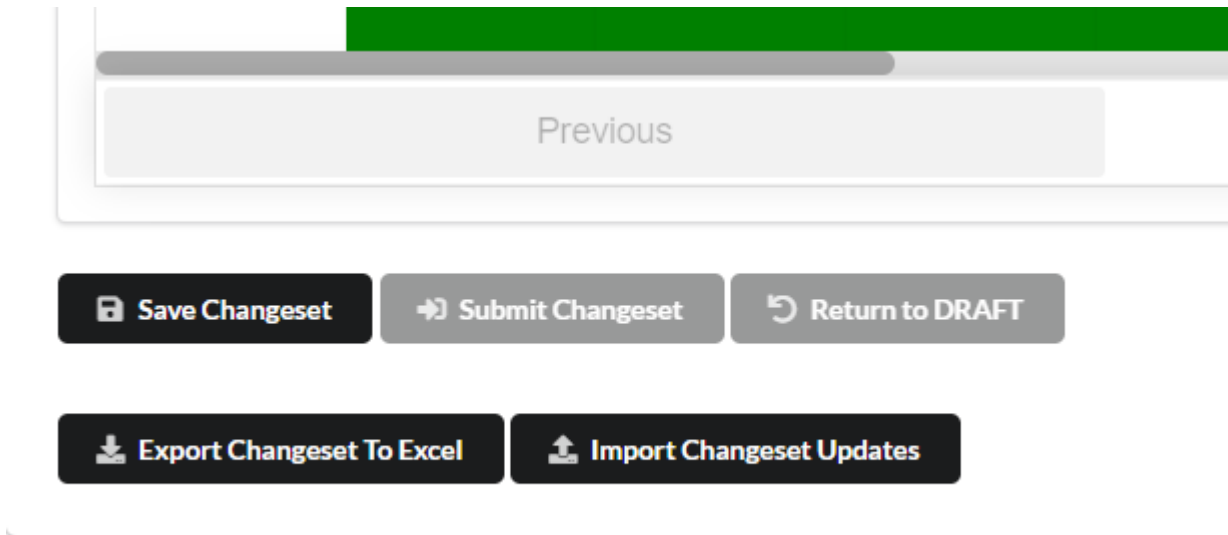 Previous
Save Changeset Submit Changeset Return to DRAFT
Export Changeset To Excel Import Changeset Updates